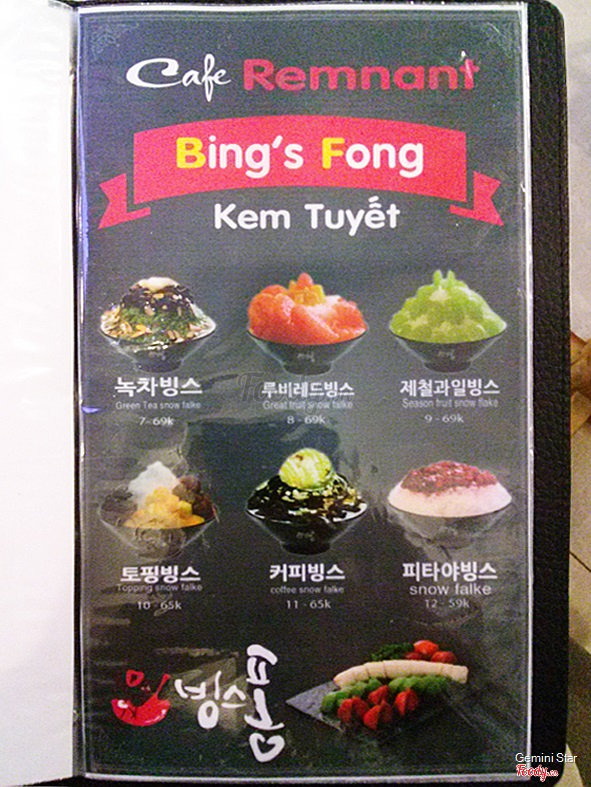 Cafe Remnant
Bing's Fong
Kem Tuyết
녹차빙스
Green Tea snow falke
7 - 69k
루비레드빙스
Great fruit snow falke
8 - 69k
제철과일빙스
Season fruit snow flake
9 - 69k
토핑빙스
Topping snow falke
10 - 65k
커피빙스
coffee snow falke
11 - 65k
피타야빙스
snow falke
12 - 59k
빙스퐁
Gemini Star
Foody.vn